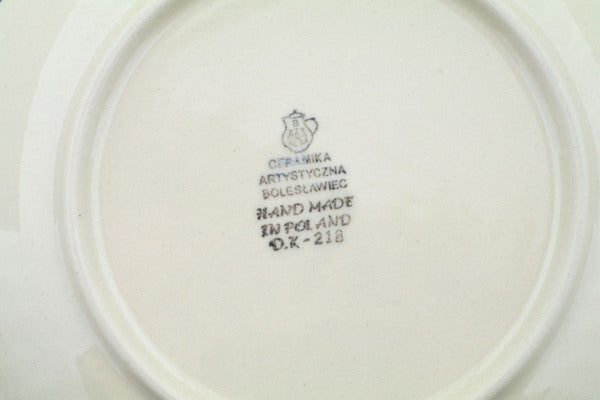 B
CERAMIKA
ARTYSTYCZNA
BOLESŁAWIEC
HAND MADE
IN POLAND
D.K - 218